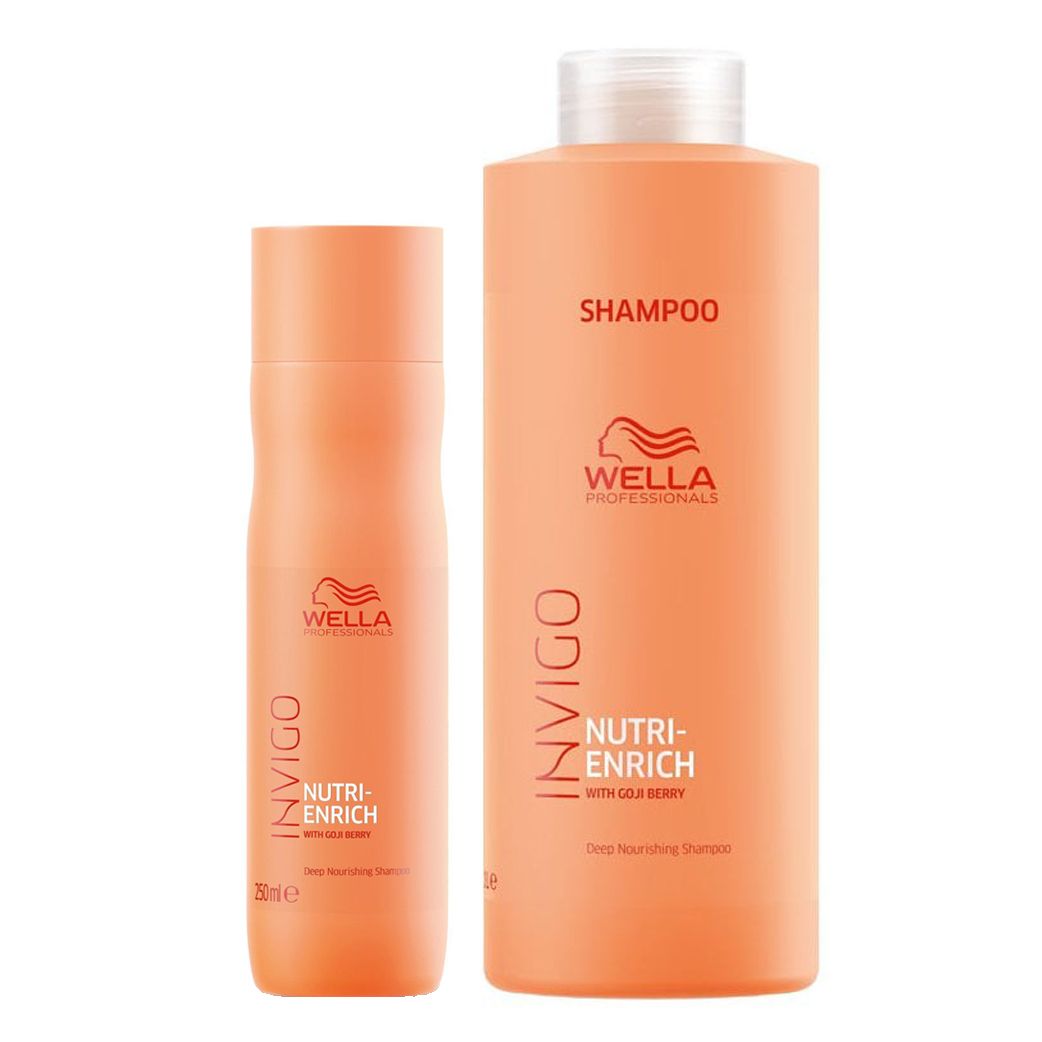 WELLA
PROFESSIONALS
INVIGO
NUTRI-
ENRICH
WITH GOJI BERRY
Deep Nourishing Shampoo
250ml e
SHAMPOO
WELLA
PROFESSIONALS
INVIGO
NUTRI-
ENRICH
WITH GOJI BERRY
Deep Nourishing Shampoo